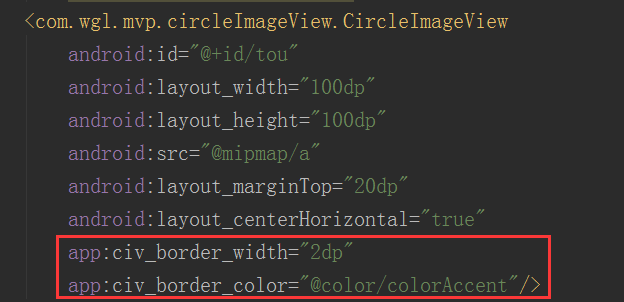 <com.wgl.mvp.circleImageView.CircleImageView
android:id="@+id/tou"
android:layout_width="100dp"
android:layout_height="100dp"
android:src="@mipmap/a"
android:layout_marginTop="20dp"
android:layout_centerHorizontal="true"
app:civ_border_width="2dp"
app:civ_border_color="@color/colorAccent"/>